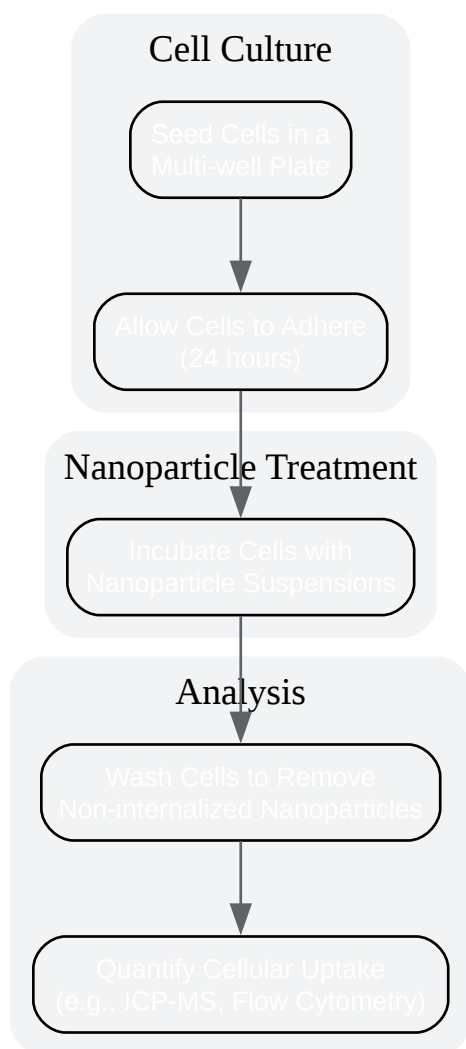 Cell Culture
Seed Cells in a
Multi-well Plate
Allow Cells to Adhere
(24 hours)
Nanoparticle Treatment
Incubate Cells with
Nanoparticle Suspensions
Analysis
Wash Cells to Remove
Non-internalized Nanoparticles
Quantify Cellular Uptake
(e.g., ICP-MS, Flow Cytometry)